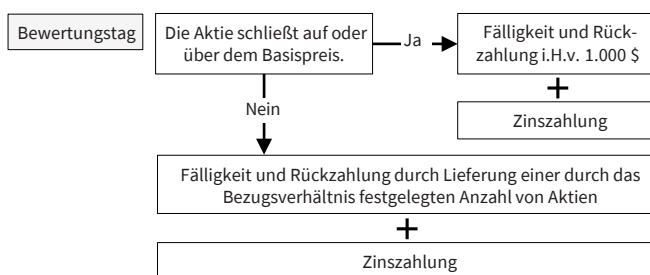 Bewertungstag
Die Aktie schließt auf oder
über dem Basispreis.
Ja
Fälligkeit und Rück-
zahlung i.H.v. 1.000 $
+
Zinszahlung
Nein
Fälligkeit und Rückzahlung durch Lieferung einer durch das
Bezugsverhältnis festgelegten Anzahl von Aktien
+
Zinszahlung